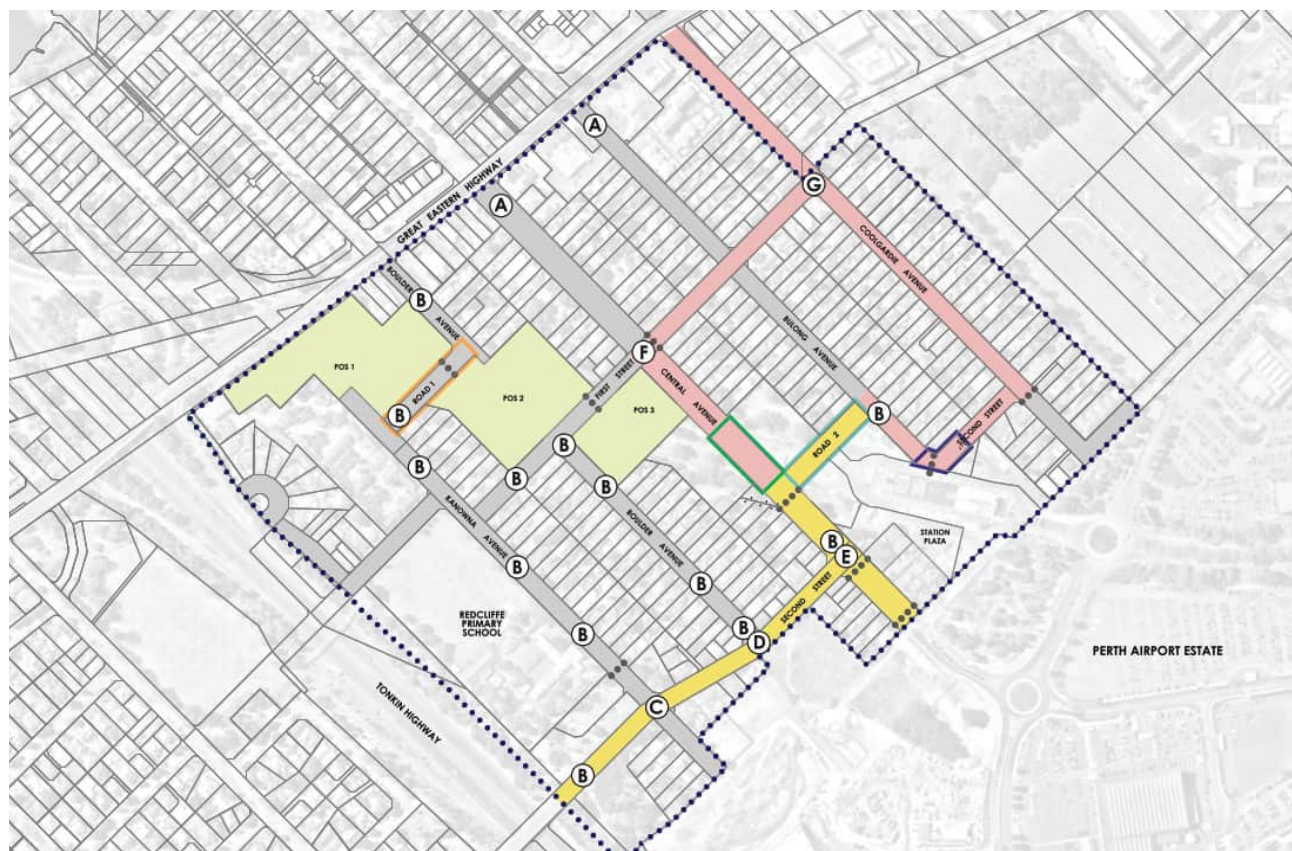 A
GREAT EASTERN HIGHWAY
A
G
COOLGARDIE AVENUE
BOULDER AVENUE
B
BULONG AVENUE
F
FIRST STREET
CENTRAL AVENUE
POS 1
ROAD 1
B
POS 2
POS 3
B
SECOND STREET
ROAD 2
B
B
B
B
KANOWNA AVENUE
BOULDER AVENUE
STATION
PLAZA
B
E
B
B
SECOND STREET
REDCLIFFE
PRIMARY
SCHOOL
B
B
D
PERTH AIRPORT ESTATE
TONKIN HIGHWAY
C
B